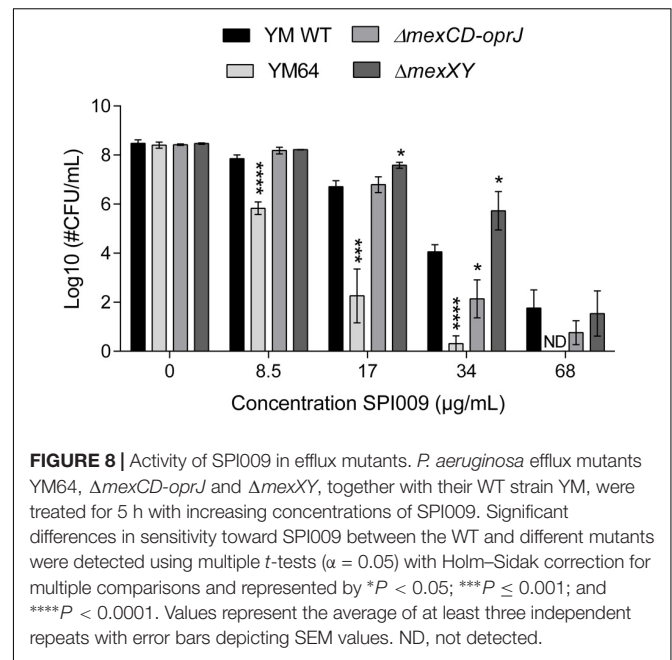 YM WT ΔmexCD-oprJ
YM64 ΔmexXY
10
8
6
4
2
0
Log10 (#CFU/mL)
**** *** * **** * * ND
0 8.5 17 34 68
Concentration SPI009 (µg/mL)
FIGURE 8 | Activity of SPI009 in efflux mutants. P. aeruginosa efflux mutants
YM64, ΔmexCD-oprJ and ΔmexXY, together with their WT strain YM, were
treated for 5 h with increasing concentrations of SPI009. Significant
differences in sensitivity toward SPI009 between the WT and different mutants
were detected using multiple t-tests (α = 0.05) with Holm–Sidak correction for
multiple comparisons and represented by *P < 0.05; ***P ≤ 0.001; and
****P < 0.0001. Values represent the average of at least three independent
repeats with error bars depicting SEM values. ND, not detected.